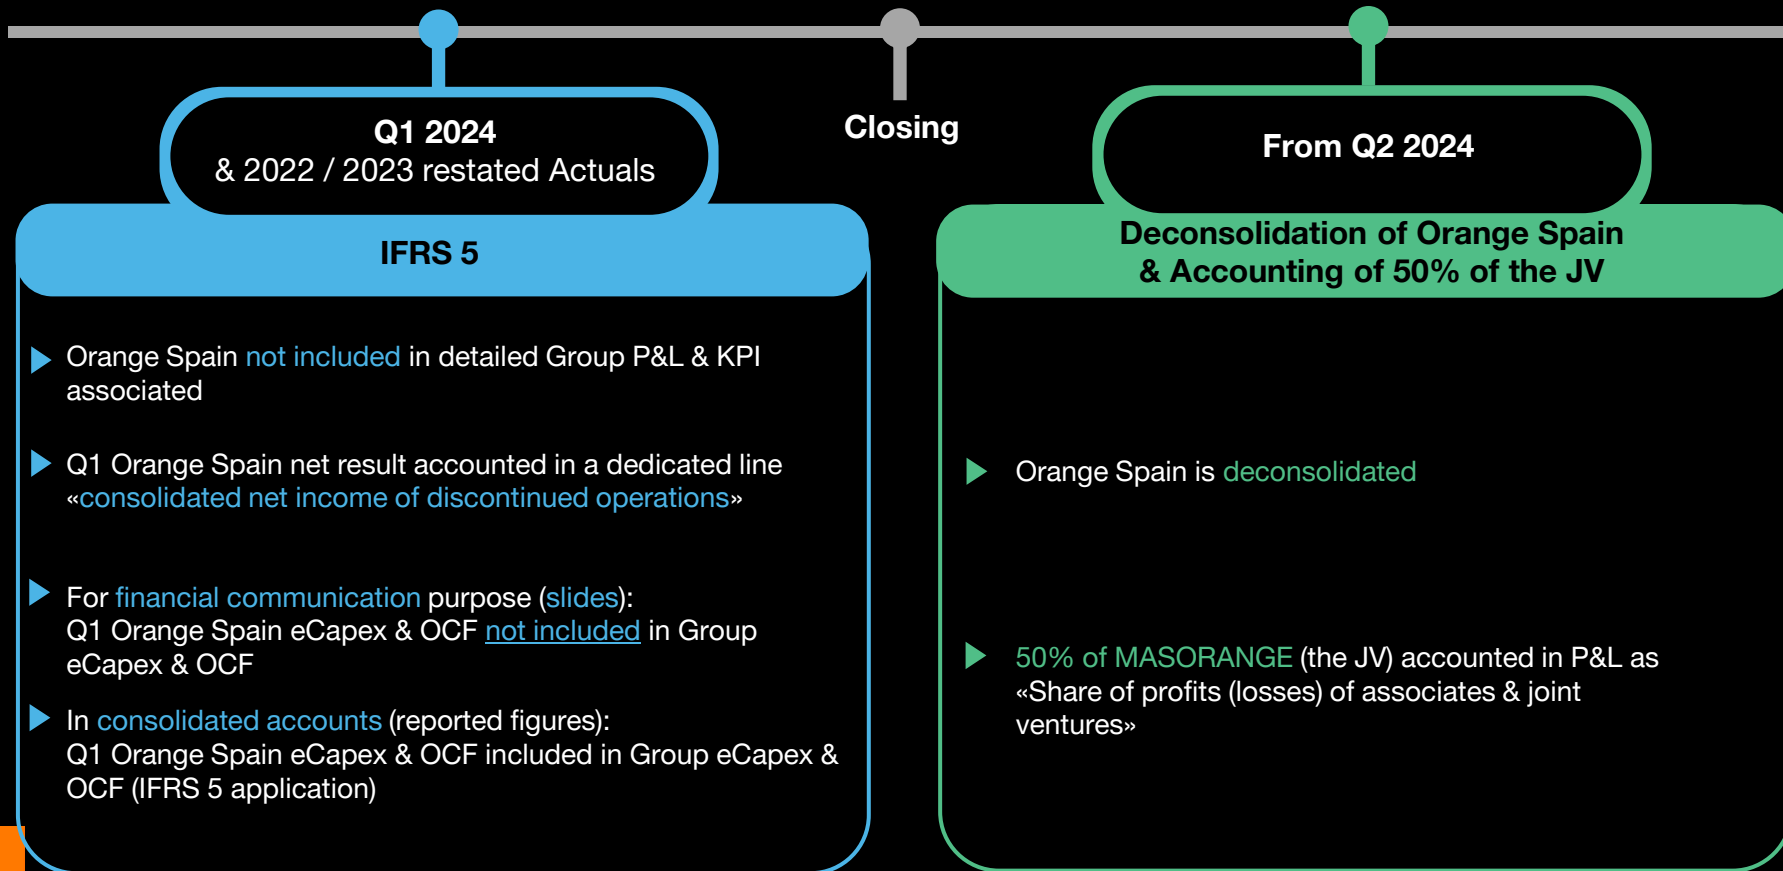 Q1 2024
& 2022 / 2023 restated Actuals
Closing
From Q2 2024
IFRS 5
Orange Spain not included in detailed Group P&L & KPI
associated
Q1 Orange Spain net result accounted in a dedicated line
«consolidated net income of discontinued operations»
For financial communication purpose (slides):
Q1 Orange Spain eCapex & OCF not included in Group
eCapex & OCF
In consolidated accounts (reported figures):
Q1 Orange Spain eCapex & OCF included in Group eCapex &
OCF (IFRS 5 application)
Deconsolidation of Orange Spain
& Accounting of 50% of the JV
Orange Spain is deconsolidated
50% of MASORANGE (the JV) accounted in P&L as
«Share of profits (losses) of associates & joint
ventures»